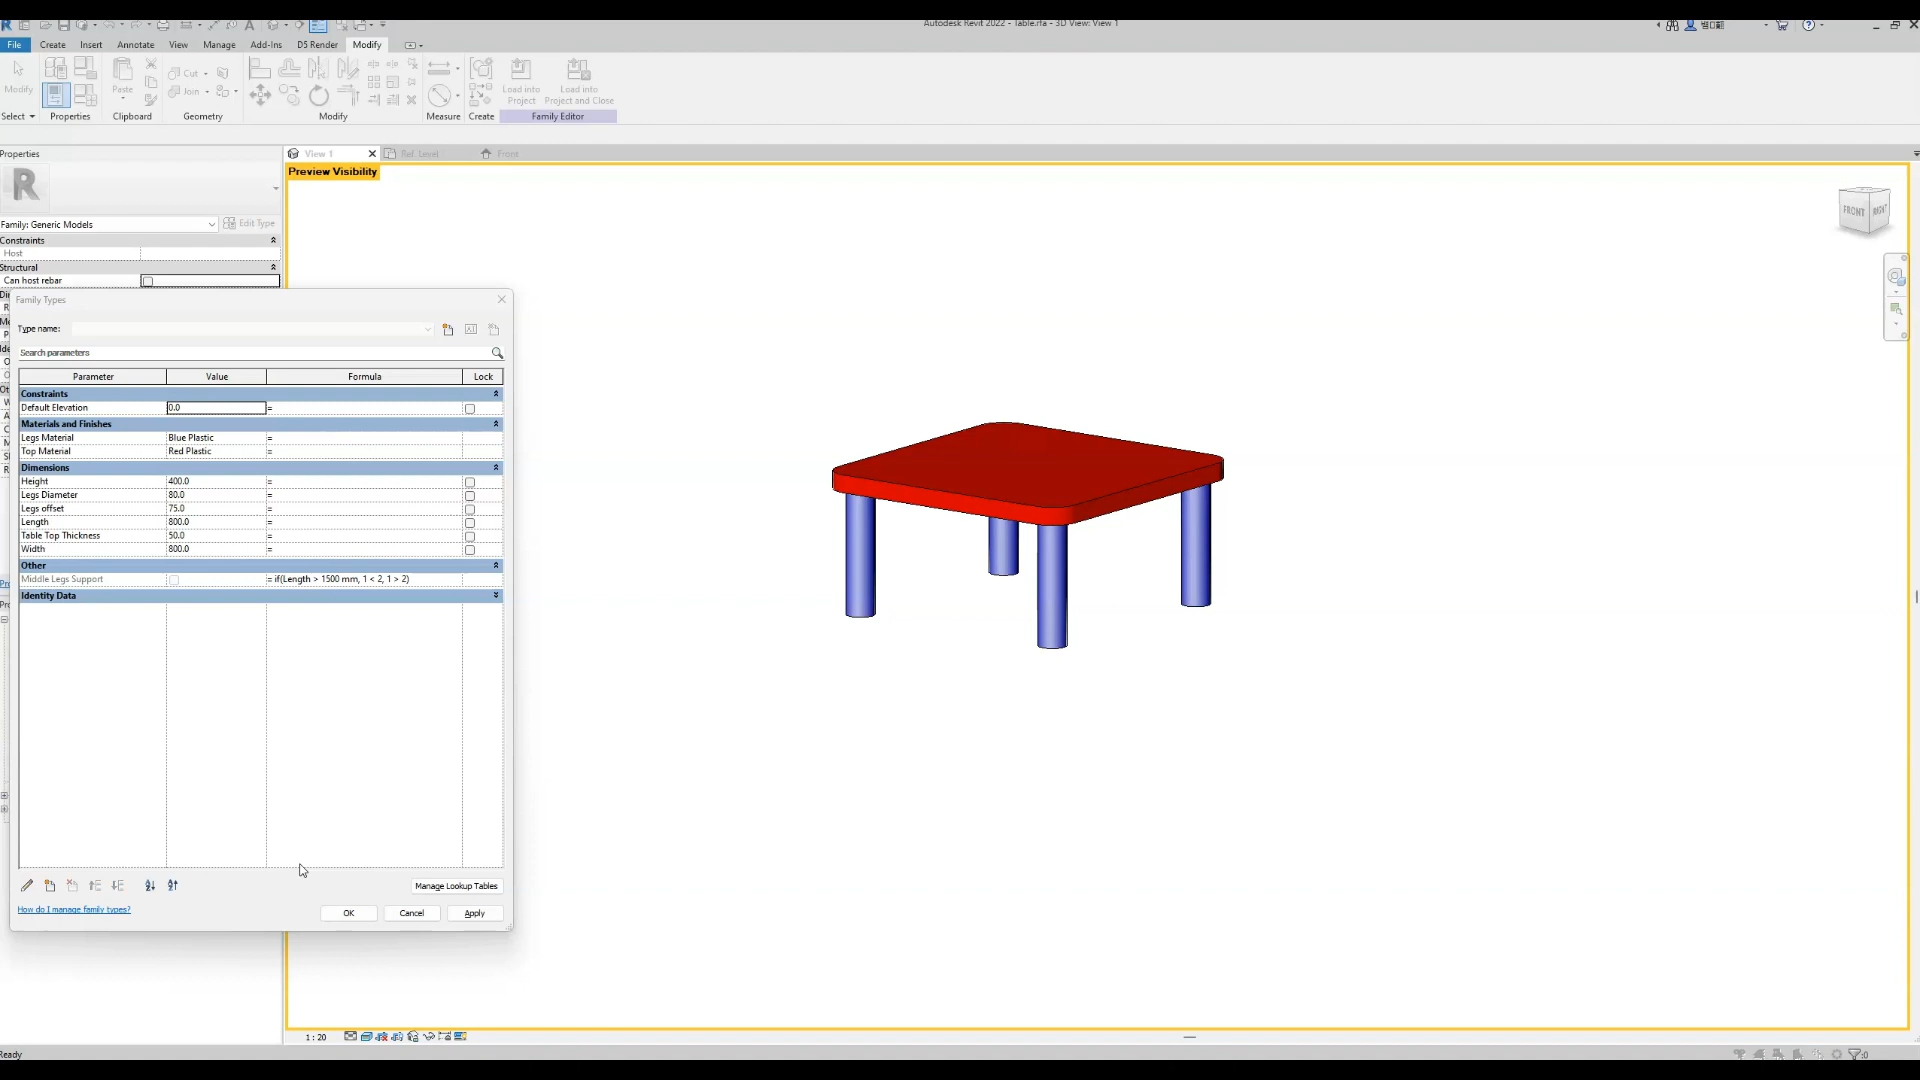 Autodesk Revit 2022 - Table.rfa - 3D View: View 1
File Create Insert Annotate View Manage Add-Ins D5 Render Modify
Modify Paste Cut Join Load into Project Load into Project and Close
Select Properties Clipboard Geometry Modify Measure Create Family Editor
Properties
View 1 Ref. Level Front
Preview Visibility
Family: Generic Models Edit Type
Constraints
Host
Structural
Can host rebar
FRONT RIGHT
Family Types
Type name:
Search parameters
Parameter Value Formula Lock
Constraints
Default Elevation 0.0 =
Materials and Finishes
Legs Material Blue Plastic =
Top Material Red Plastic =
Dimensions
Height 400.0 =
Legs Diameter 80.0 =
Legs offset 75.0 =
Length 800.0 =
Table Top Thickness 50.0 =
Width 800.0 =
Other
Middle Legs Support = if(Length > 1500 mm, 1 < 2, 1 > 2)
Identity Data
Manage Lookup Tables
How do I manage family types?
OK Cancel Apply
1 : 20
Ready
:0